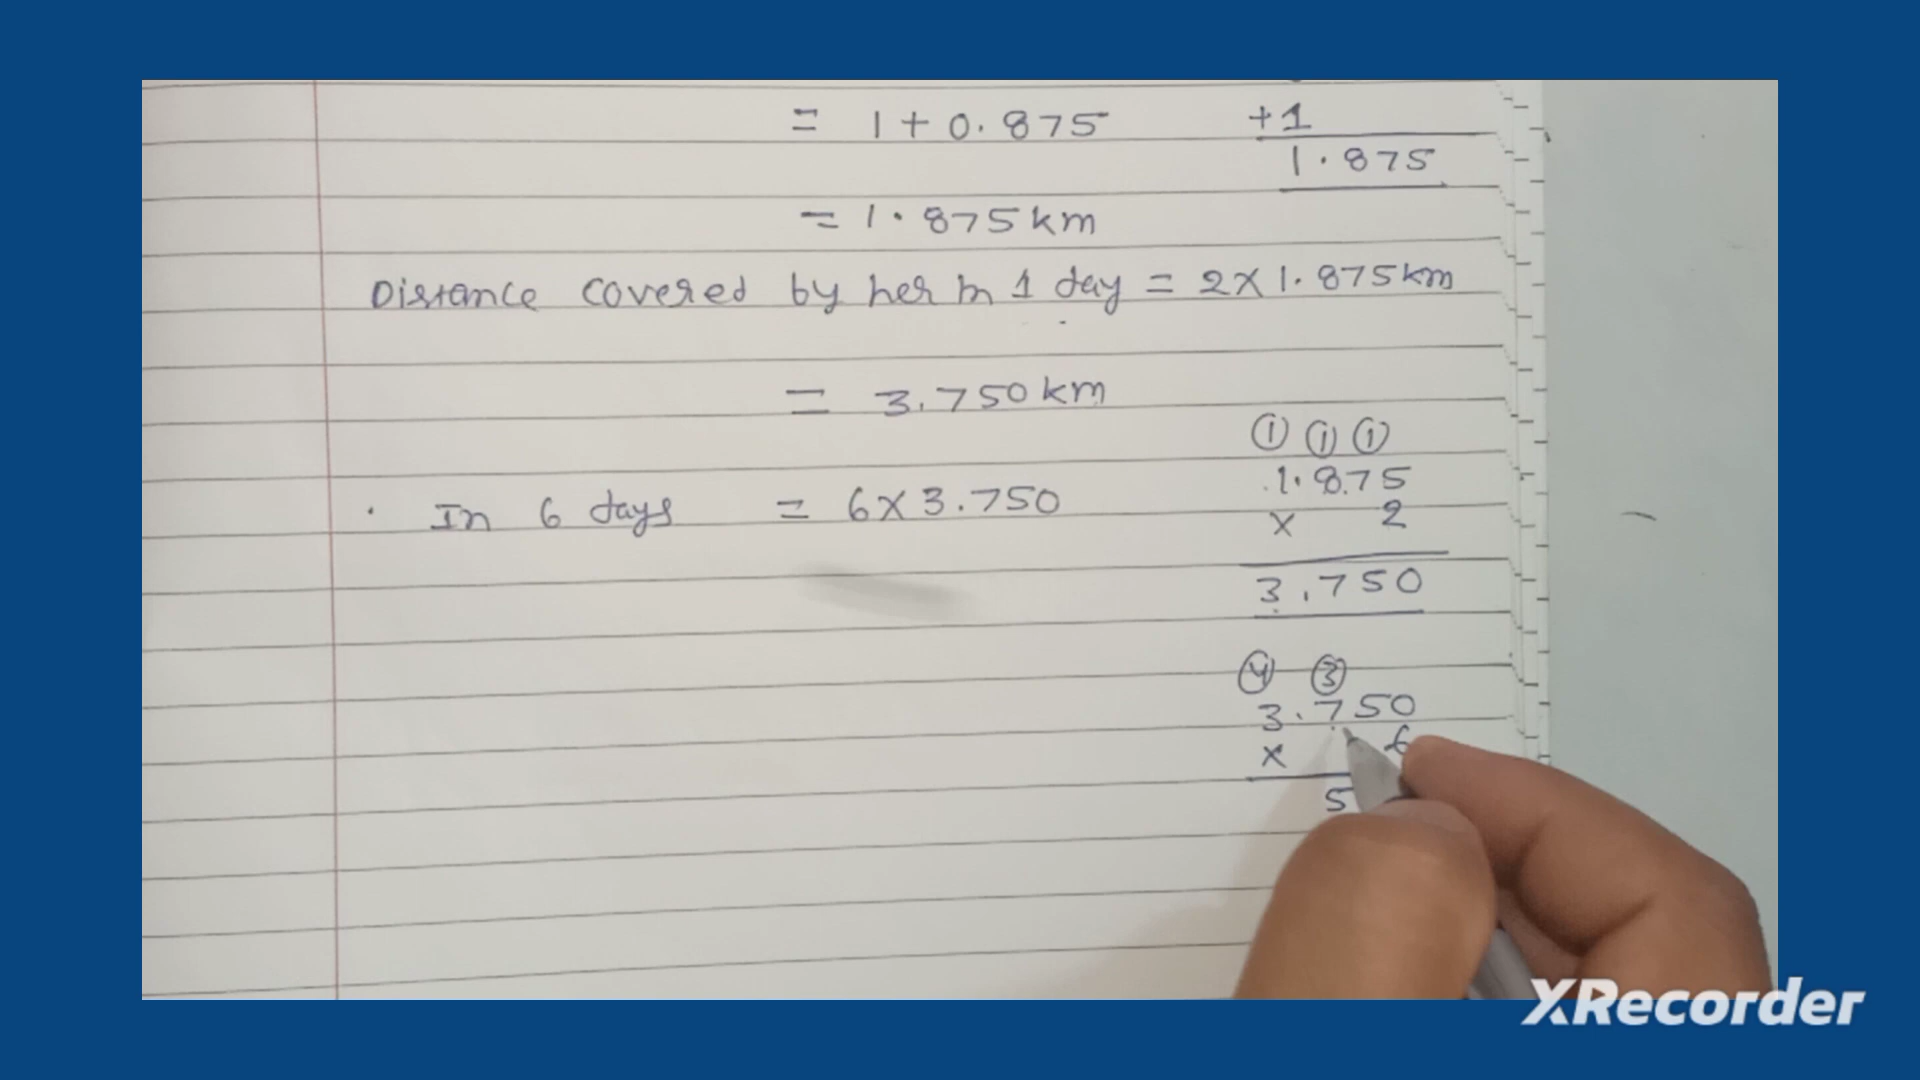 = 1 + 0.875
+1
1.875
= 1.875 km
Distance covered by her in 1 day = 2 X 1.875 km
= 3.750 km
1 1 1
1.875
x 2
3.750
. In 6 days = 6 X 3.750
4 3
3.750
x 6
5
XRecorder